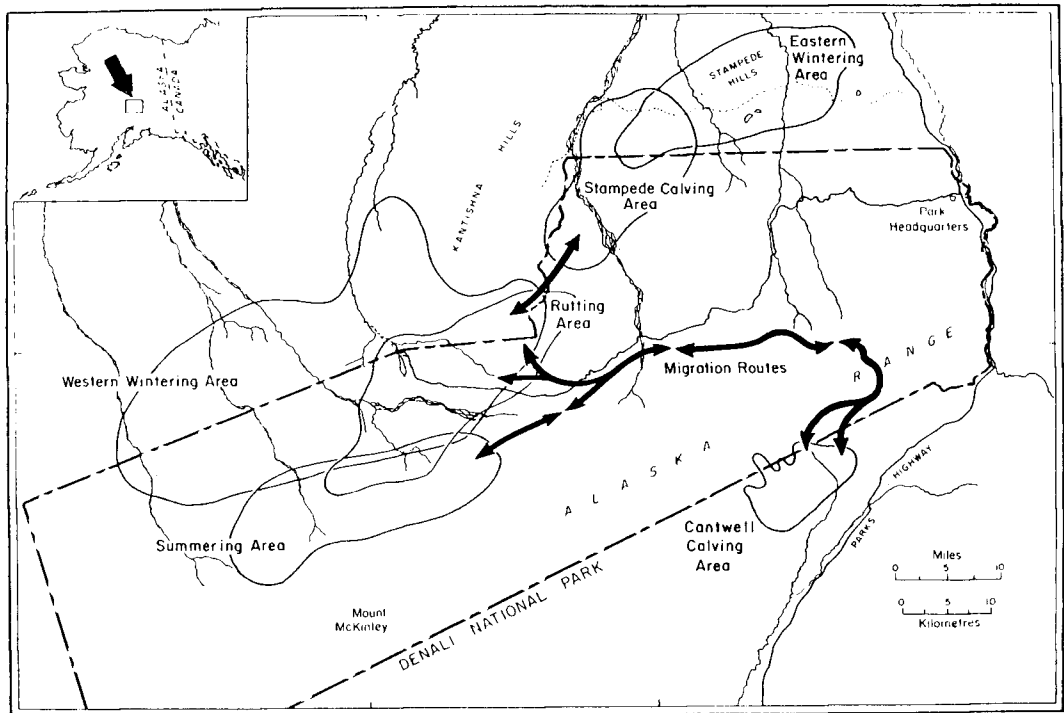 ALASKA
CANADA
Eastern
Wintering
Area
STAMPEDE
HILLS
KANTISHNA
HILLS
Stampede Calving
Area
Park
Headquarters
Rutting
Area
Western Wintering Area
Migration Routes
ALASKA RANGE
Summering Area
Cantwell
Calving
Area
PARKS HIGHWAY
Mount
McKinley
DENALI NATIONAL PARK
Miles
0 5 10
0 5 10
Kilometres